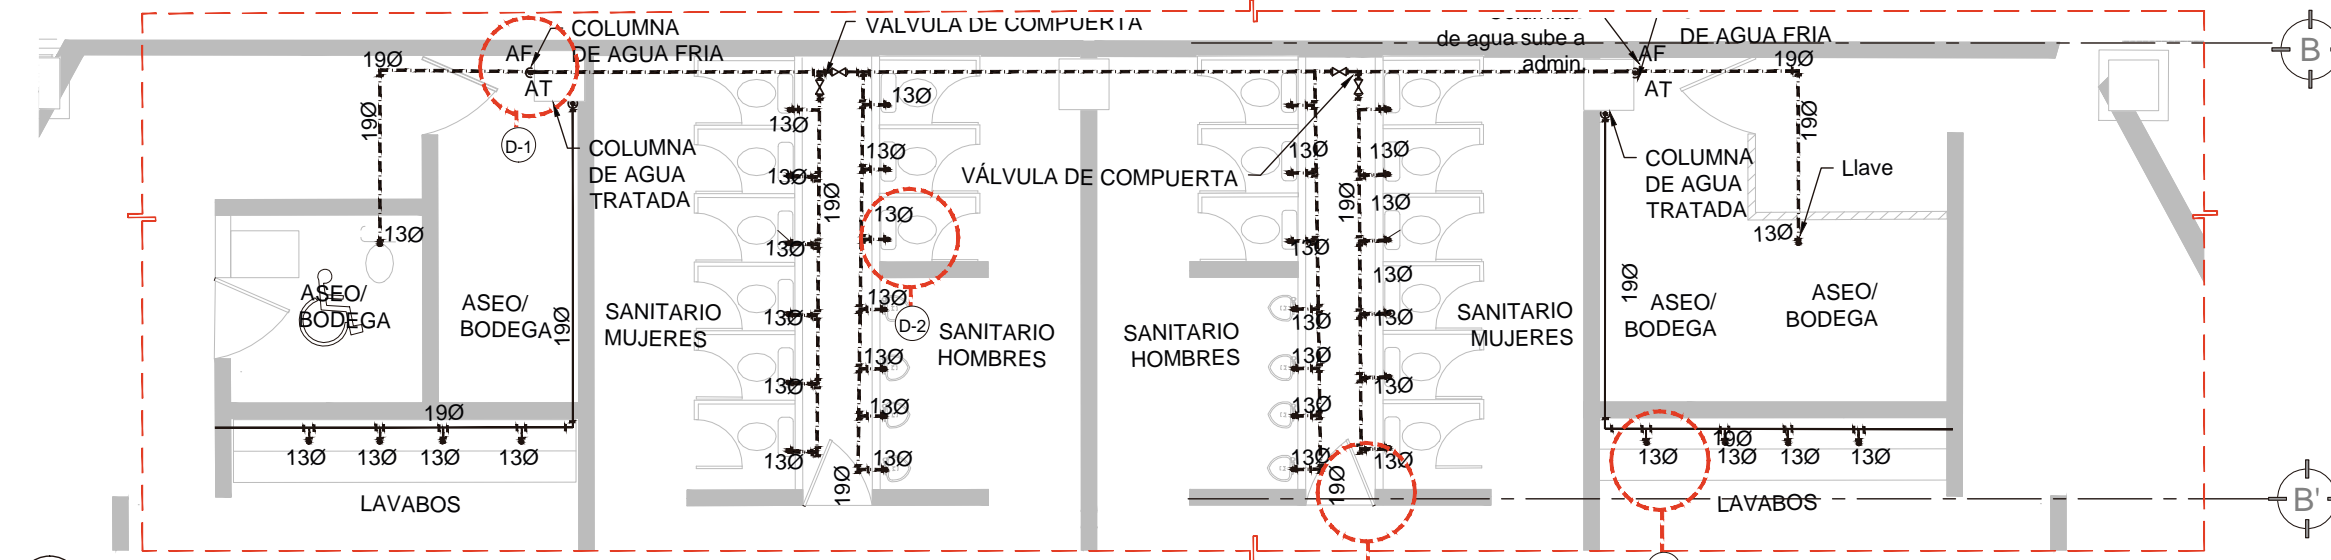 COLUMNA
DE AGUA FRIA
VÁLVULA DE COMPUERTA
de agua sube a
admin.
DE AGUA FRIA
AF
AT
19Ø
19Ø
13Ø
D-1
COLUMNA
DE AGUA
TRATADA
ASEO/
BODEGA
ASEO/
BODEGA
19Ø
19Ø
13Ø
13Ø
13Ø
13Ø
LAVABOS
SANITARIO
MUJERES
13Ø
13Ø
13Ø
13Ø
13Ø
13Ø
19Ø
19Ø
13Ø
13Ø
13Ø
13Ø
13Ø
13Ø
13Ø
D-2
SANITARIO
HOMBRES
VÁLVULA DE COMPUERTA
SANITARIO
HOMBRES
13Ø
13Ø
13Ø
13Ø
13Ø
13Ø
19Ø
19Ø
13Ø
13Ø
13Ø
13Ø
13Ø
13Ø
SANITARIO
MUJERES
AF
AT
19Ø
19Ø
13Ø
Llave
COLUMNA
DE AGUA
TRATADA
19Ø
ASEO/
BODEGA
ASEO/
BODEGA
19Ø
13Ø
13Ø
13Ø
13Ø
LAVABOS
B
B'